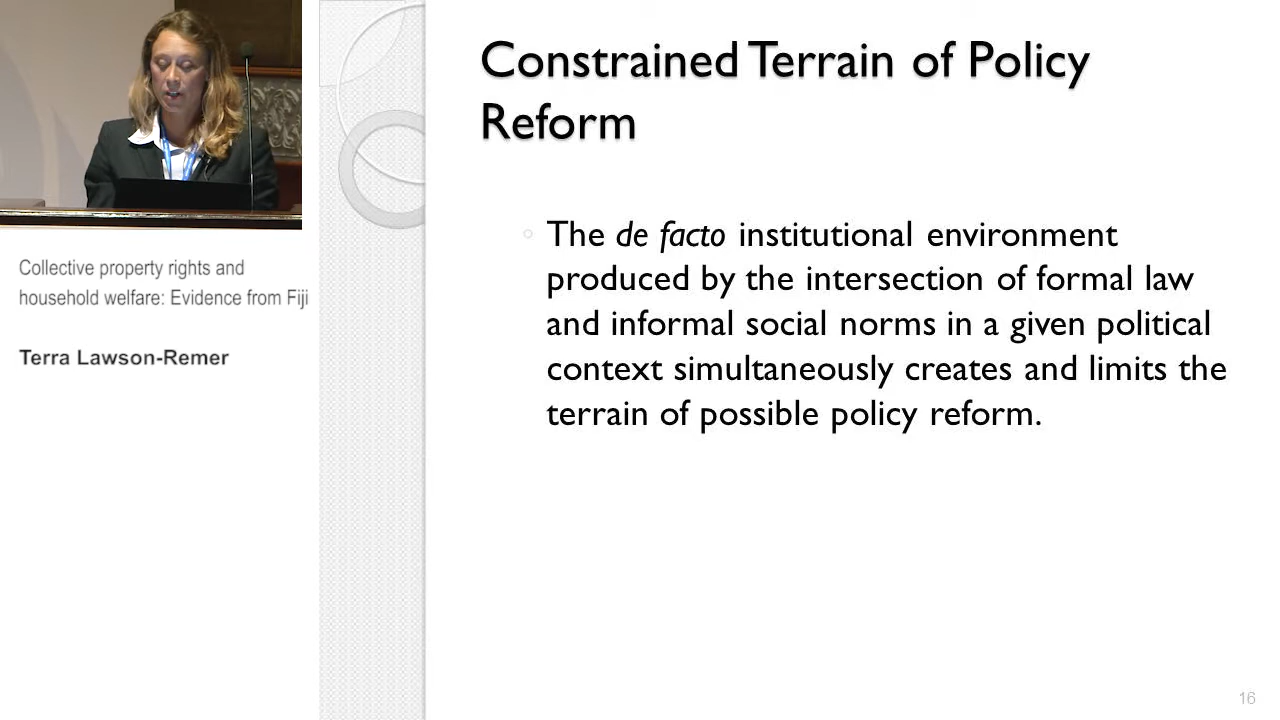 Constrained Terrain of Policy
Reform
The de facto institutional environment
produced by the intersection of formal law
and informal social norms in a given political
context simultaneously creates and limits the
terrain of possible policy reform.
Collective property rights and
household welfare: Evidence from Fiji
Terra Lawson-Remer
16